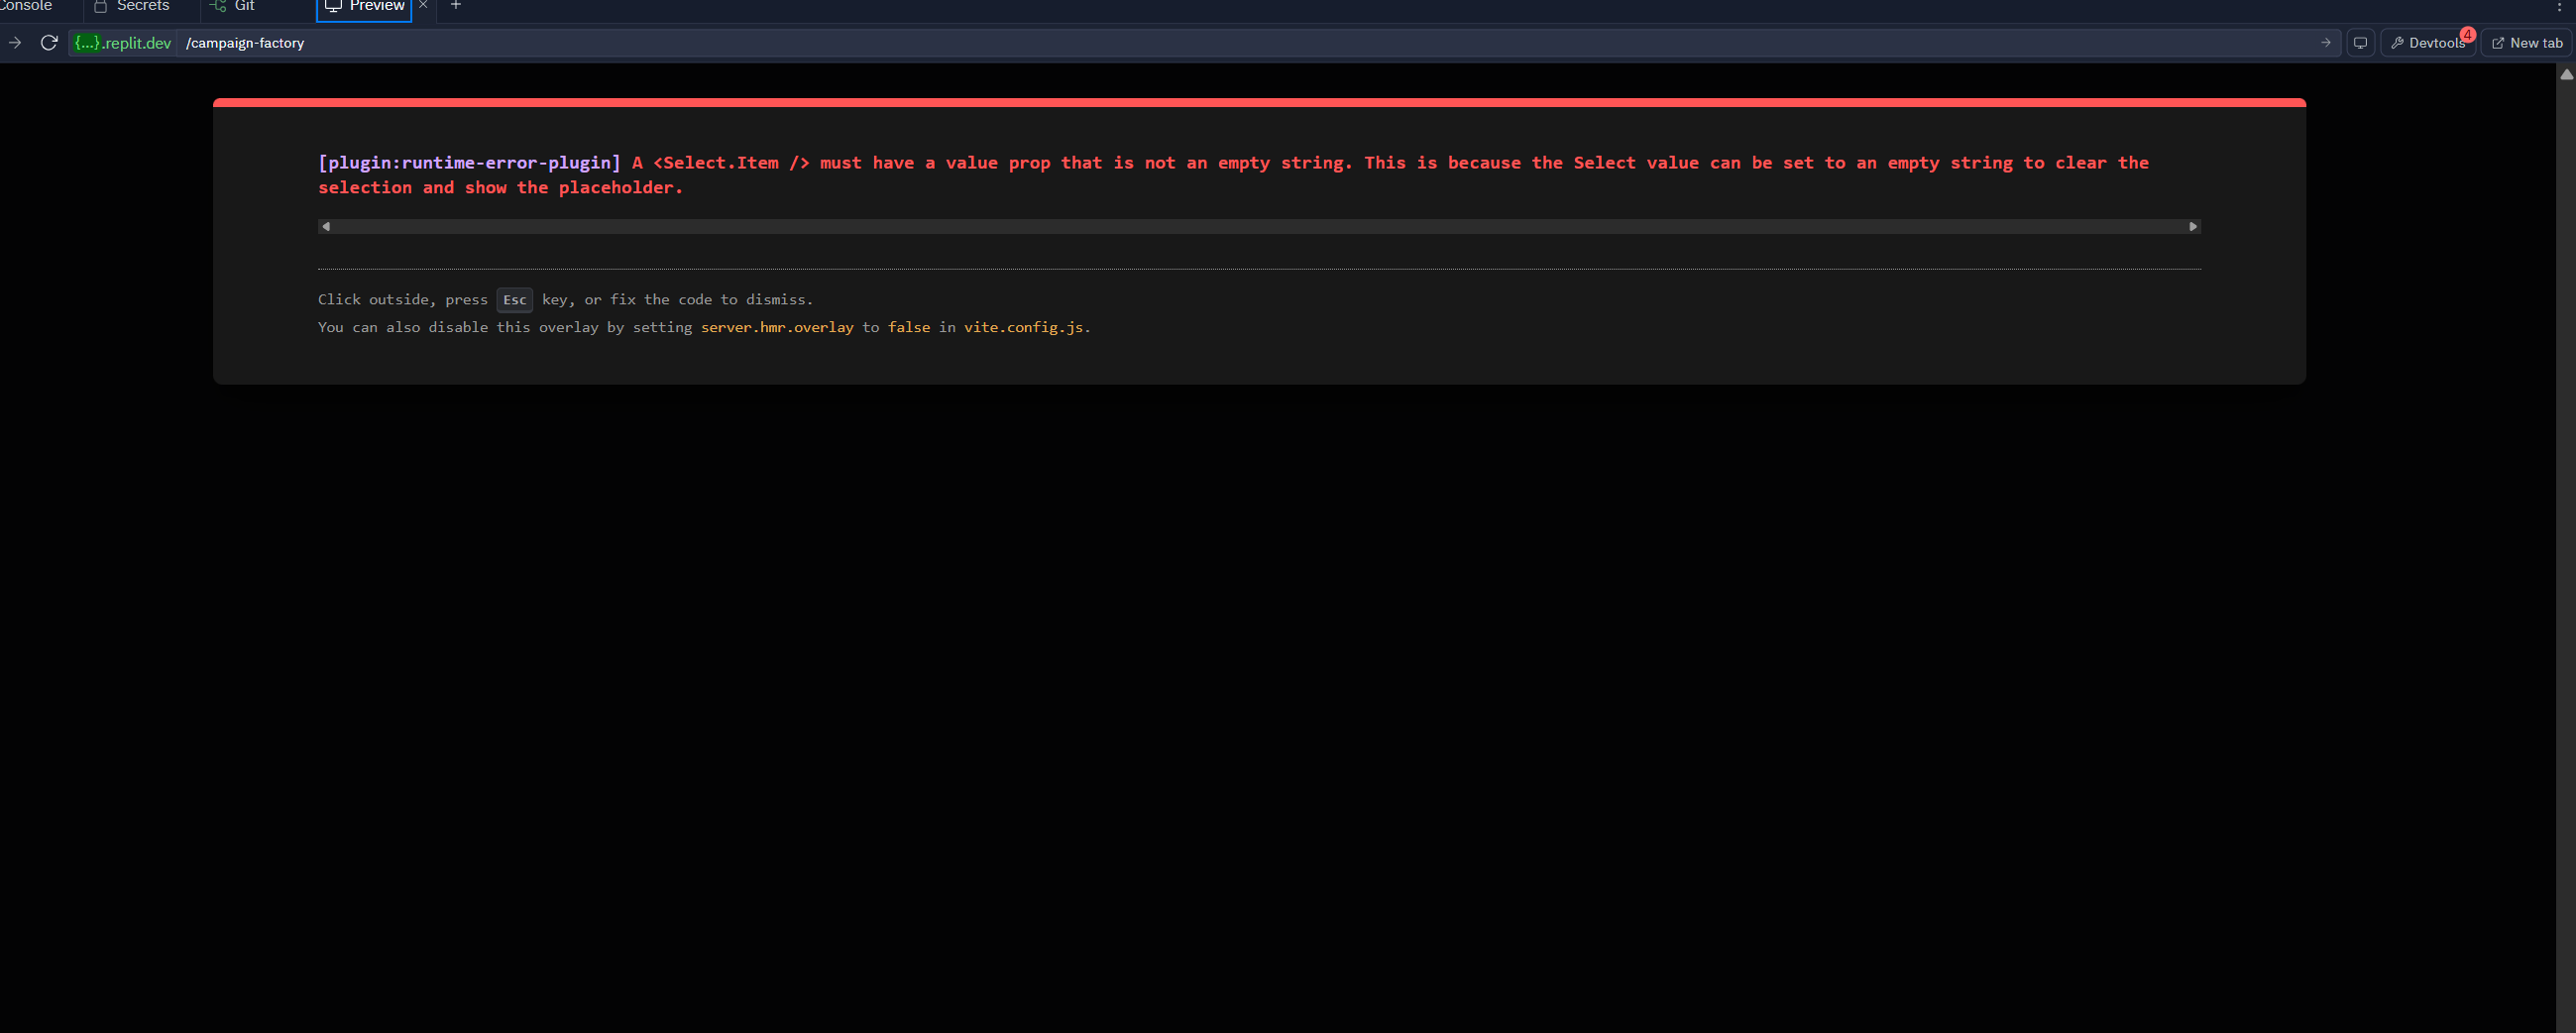 Console Secrets Git Preview × +
{...}.replit.dev /campaign-factory Devtools 4 New tab
[plugin:runtime-error-plugin] A <Select.Item /> must have a value prop that is not an empty string. This is because the Select value can be set to an empty string to clear the
selection and show the placeholder.
Click outside, press Esc key, or fix the code to dismiss.
You can also disable this overlay by setting server.hmr.overlay to false in vite.config.js.